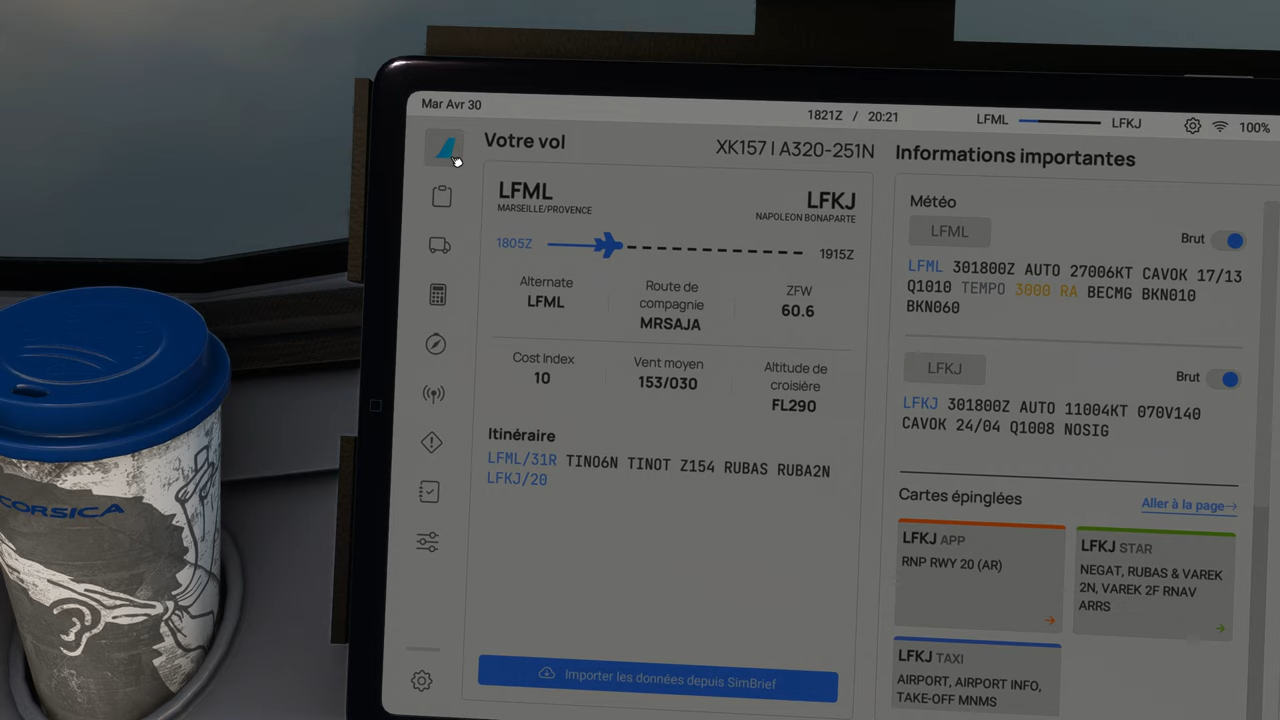 Mar Avr 30
1821Z / 20:21
LFML LFKJ
100%
Votre vol
XK157 | A320-251N
LFML
MARSEILLE/PROVENCE
LFKJ
NAPOLEON BONAPARTE
1805Z
1915Z
Alternate
LFML
Route de
compagnie
MRSAJA
ZFW
60.6
Cost Index
10
Vent moyen
153/030
Altitude de
croisière
FL290
Itinéraire
LFML/31R TINO6N TINOT Z154 RUBAS RUBA2N
LFKJ/20
Importer les données depuis SimBrief
Informations importantes
Météo
LFML
Brut
LFML 301800Z AUTO 27006KT CAVOK 17/13
Q1010 TEMPO 3000 RA BECMG BKN010
BKN060
LFKJ
Brut
LFKJ 301800Z AUTO 11004KT 070V140
CAVOK 24/04 Q1008 NOSIG
Cartes épinglées
Aller à la page→
LFKJ APP
RNP RWY 20 (AR)
LFKJ STAR
NEGAT, RUBAS & VAREK
2N, VAREK 2F RNAV
ARRS
LFKJ TAXI
AIRPORT, AIRPORT INFO,
TAKE-OFF MNMS
CORSICA